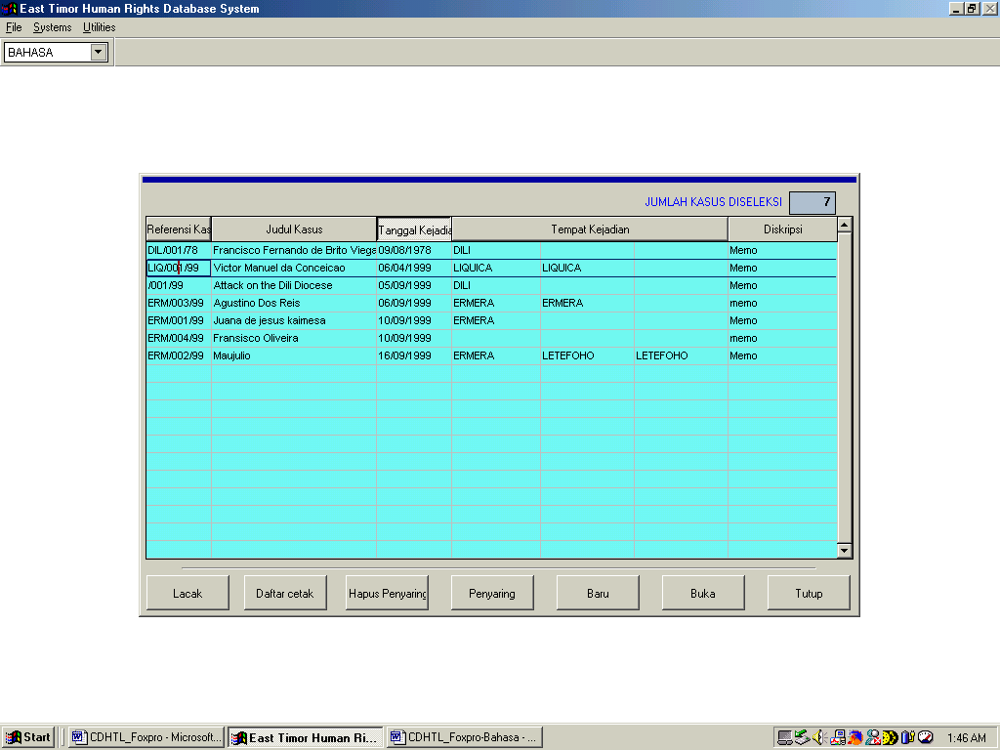 East Timor Human Rights Database System
File Systems Utilities
BAHASA
JUMLAH KASUS DISELEKSI 7
Referensi Kas Judul Kasus Tanggal Kejadia Tempat Kejadian Diskripsi
DIL/001/78 Francisco Fernando de Brito Viega 09/08/1978 DILI Memo
LIQ/001/99 Victor Manuel da Conceicao 06/04/1999 LIQUICA LIQUICA Memo
/001/99 Attack on the Dili Diocese 05/09/1999 DILI Memo
ERM/003/99 Agustino Dos Reis 06/09/1999 ERMERA ERMERA memo
ERM/001/99 Juana de jesus kaimesa 10/09/1999 ERMERA Memo
ERM/004/99 Fransisco Oliveira 10/09/1999 memo
ERM/002/99 Maujulio 16/09/1999 ERMERA LETEFOHO LETEFOHO Memo
Lacak Daftar cetak Hapus Penyaring Penyaring Baru Buka Tutup
Start CDHTL_Foxpro - Microsoft... East Timor Human Ri... CDHTL_Foxpro-Bahasa - ... 1:46 AM